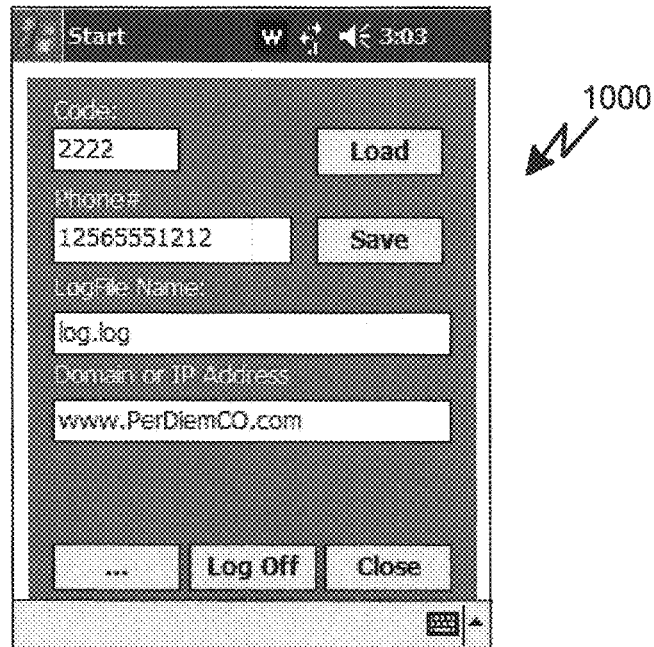 Start W 3:03
1000
Code:
2222 Load
Phone#
12565551212 Save
LogFile Name:
log.log
Domain or IP Address
www.PerDiemCO.com
... Log Off Close